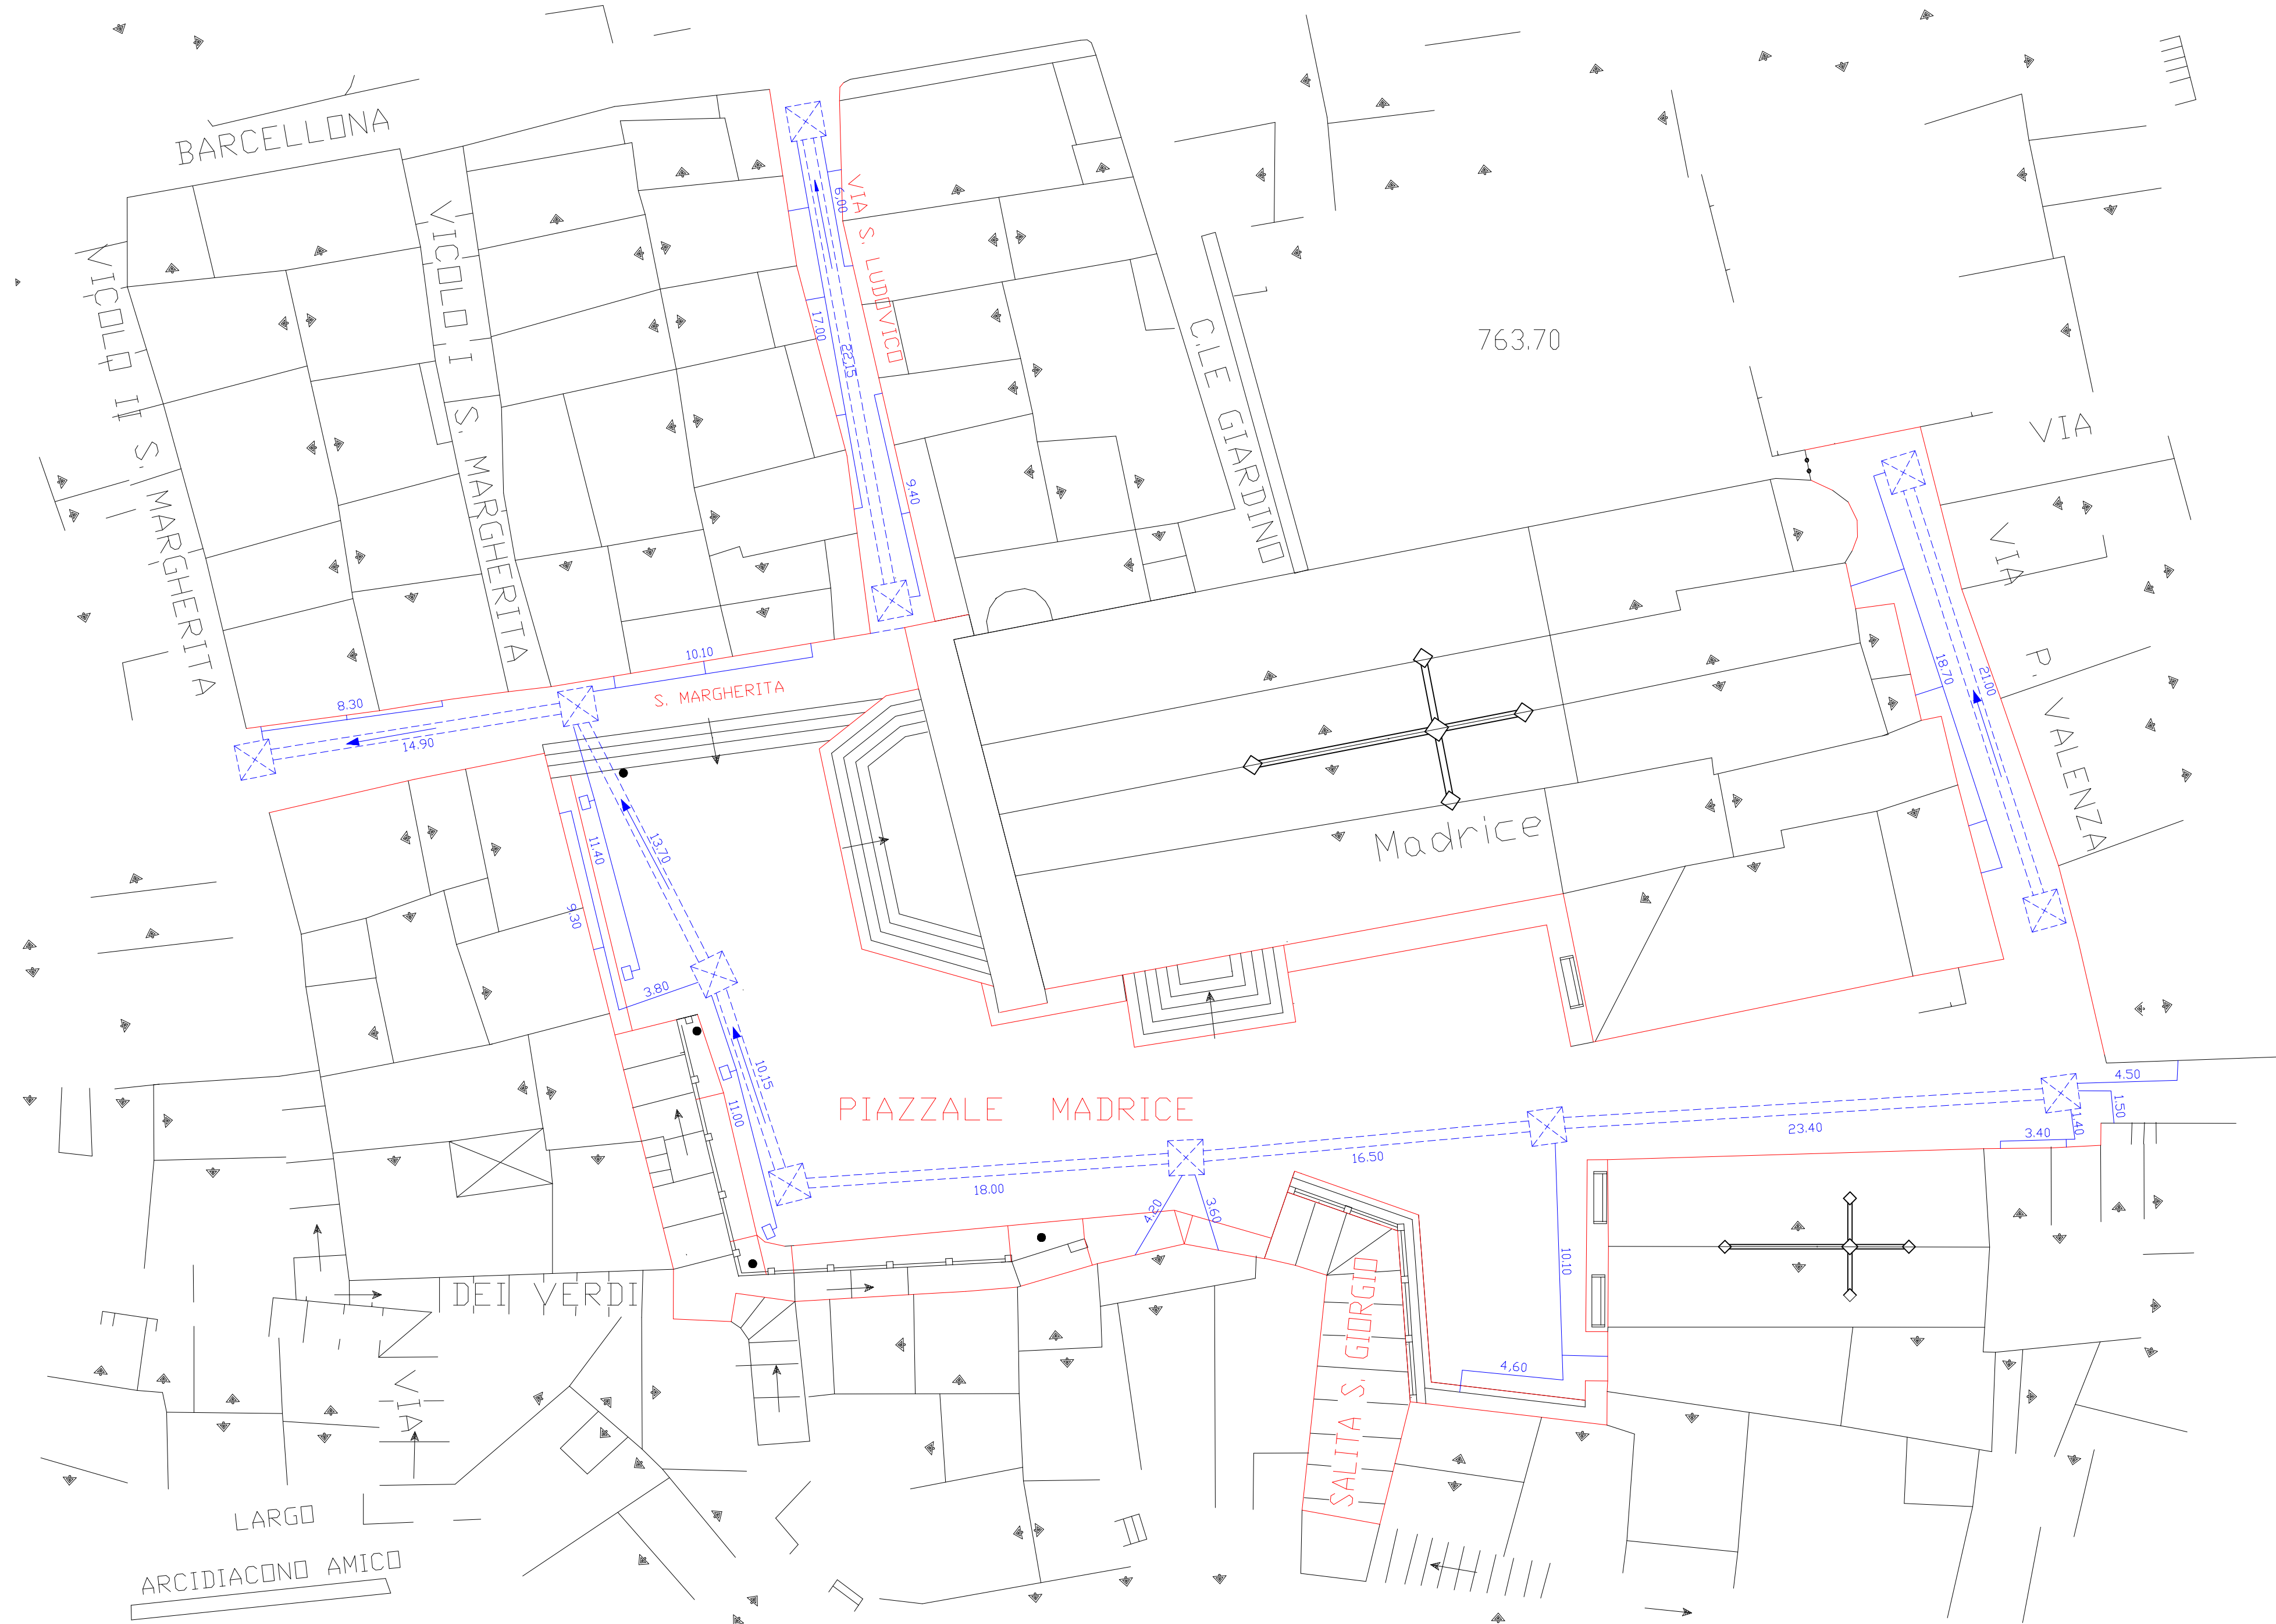 BARCELLONA
VICOLO II S. MARGHERITA
VICOLO I S. MARGHERITA
VIA S. LUDOVICO
6,00
17.00
22,15
9.40
C.LE GIARDINO
763.70
VIA
VIA P. VALENZA
18.70
21.00
10.10
8.30
S. MARGHERITA
14.90
11.40
13.70
9.30
3.80
Madrice
10,15
11.00
PIAZZALE MADRICE
4.50
1.50
1.40
3.40
23.40
16.50
18.00
4.20
3.60
10.10
4,60
SALITA S. GIORGIO
DEI VERDI
VIA
LARGO
ARCIDIACONO AMICO